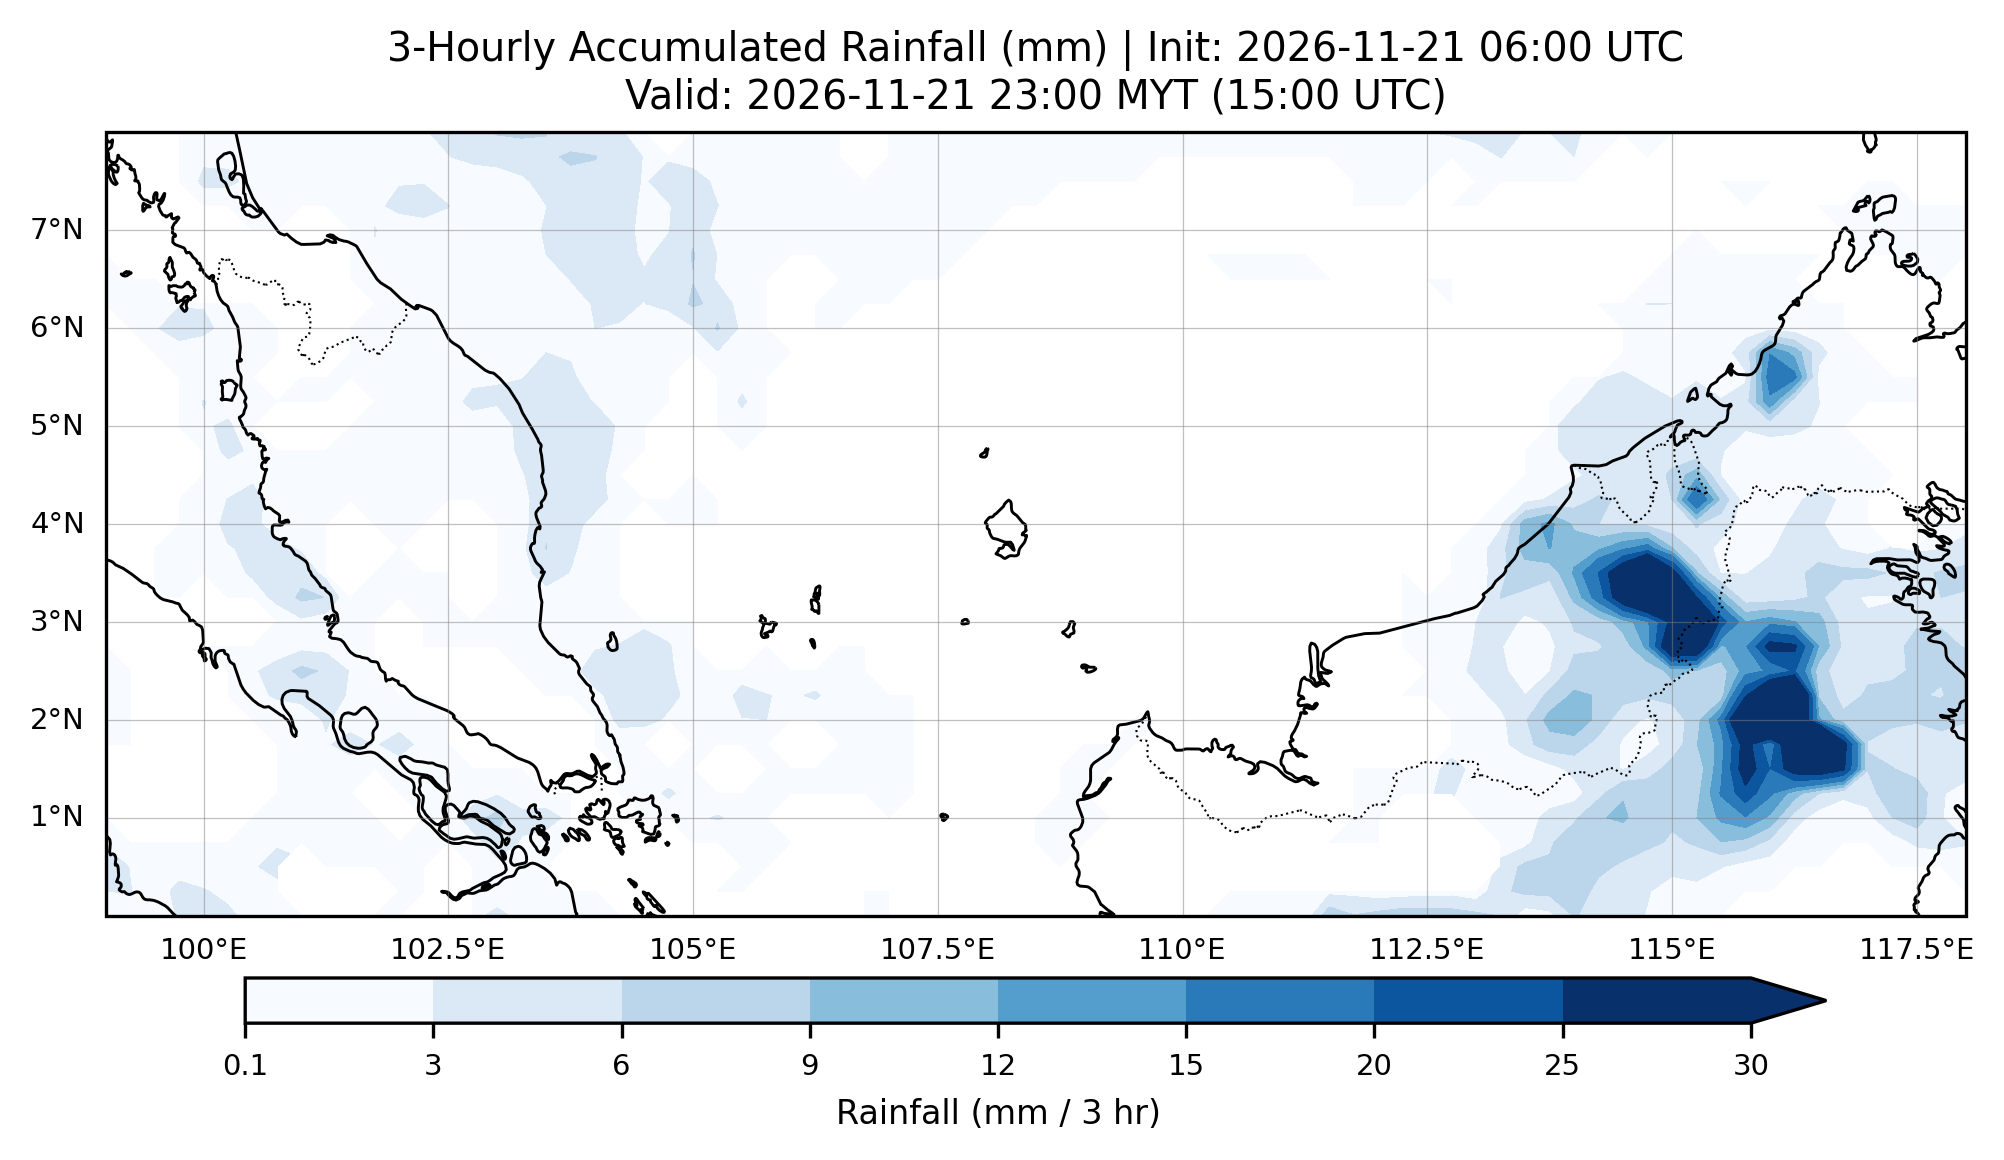 3-Hourly Accumulated Rainfall (mm) | Init: 2026-11-21 06:00 UTC
Valid: 2026-11-21 23:00 MYT (15:00 UTC)
7°N
6°N
5°N
4°N
3°N
2°N
1°N
100°E 102.5°E 105°E 107.5°E 110°E 112.5°E 115°E 117.5°E
0.1 3 6 9 12 15 20 25 30
Rainfall (mm / 3 hr)